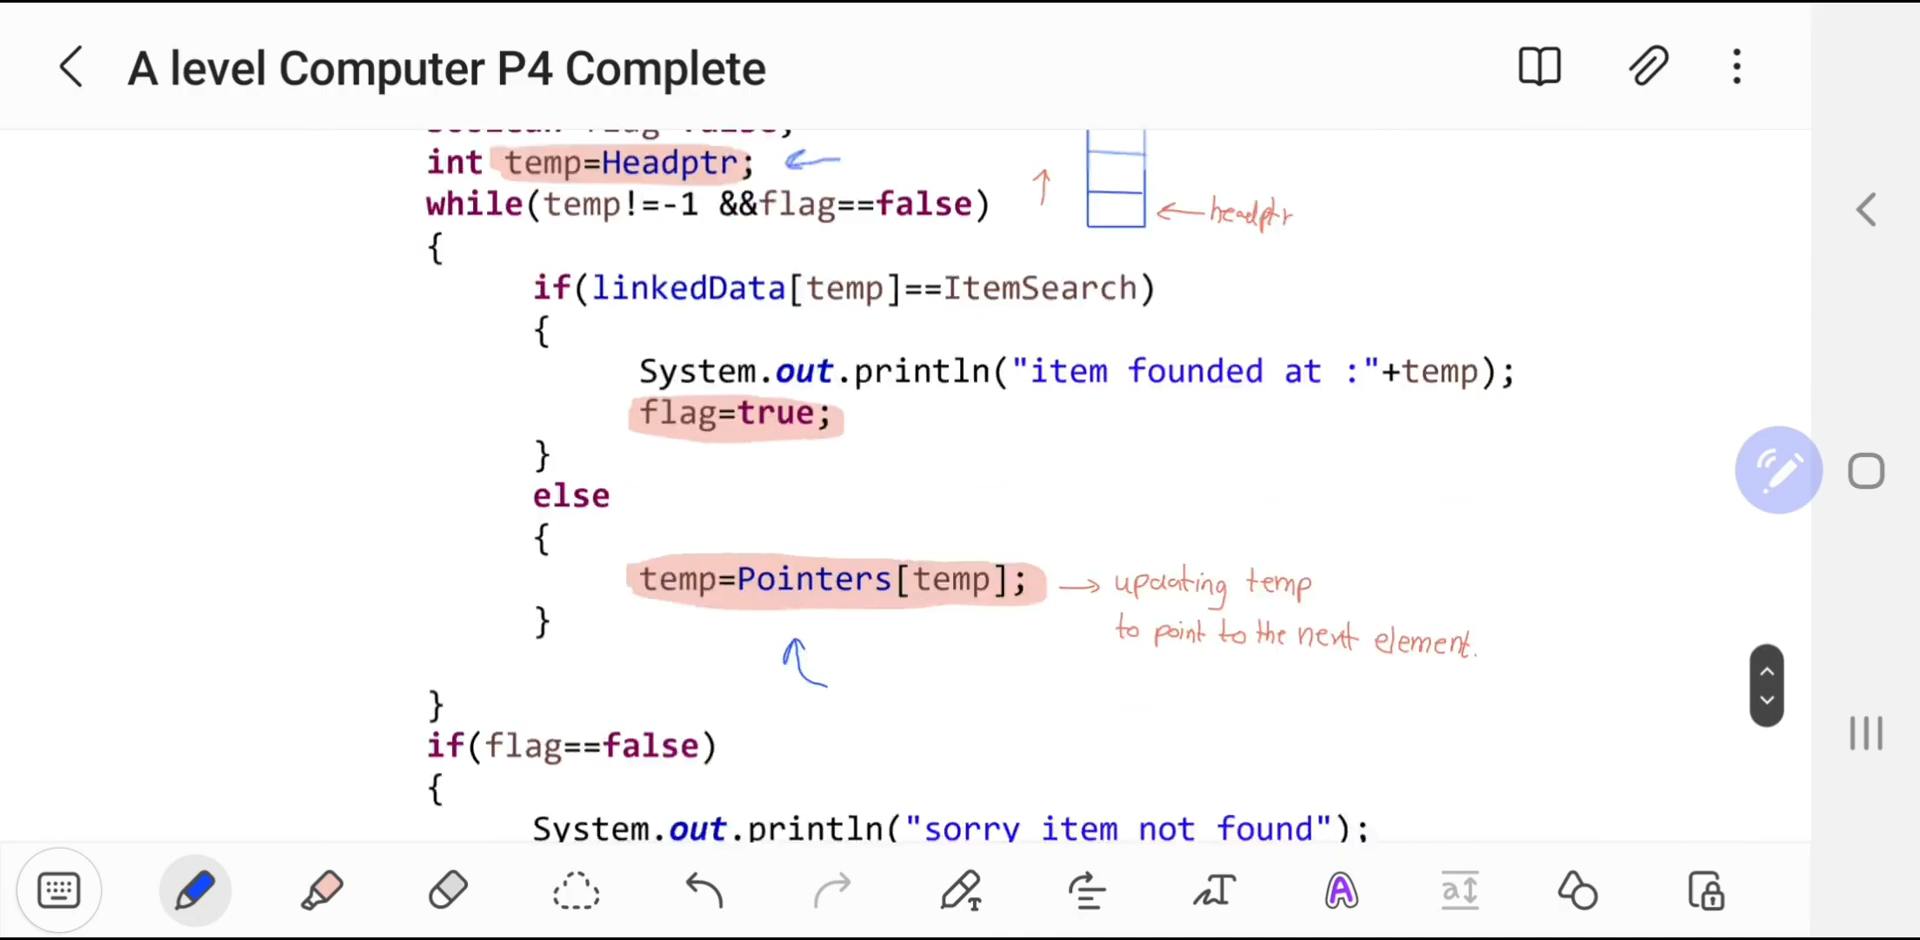 A level Computer P4 Complete
int temp=Headptr;
while(temp!=-1 &&flag==false)
headptr
{
if(linkedData[temp]==ItemSearch)
{
System.out.println("item founded at :"+temp);
flag=true;
}
else
{
temp=Pointers[temp];
updating temp
to point to the next element.
}
}
if(flag==false)
{
System.out.println("sorry item not found");